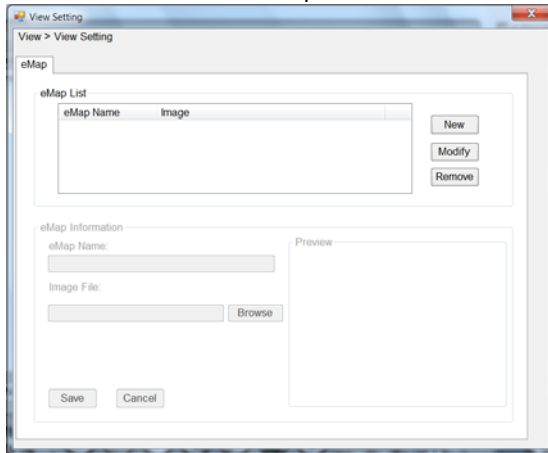 View Setting
View > View Setting
eMap
eMap List
eMap Name Image
New
Modify
Remove
eMap Information
eMap Name:
Preview
Image File:
Browse
Save Cancel